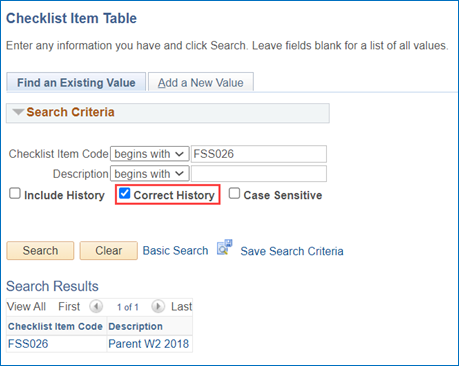 Checklist Item Table
Enter any information you have and click Search. Leave fields blank for a list of all values.
Find an Existing Value Add a New Value
Search Criteria
Checklist Item Code begins with FSS026
Description begins with
Include History Correct History Case Sensitive
Search Clear Basic Search Save Search Criteria
Search Results
View All First 1 of 1 Last
Checklist Item Code Description
FSS026 Parent W2 2018